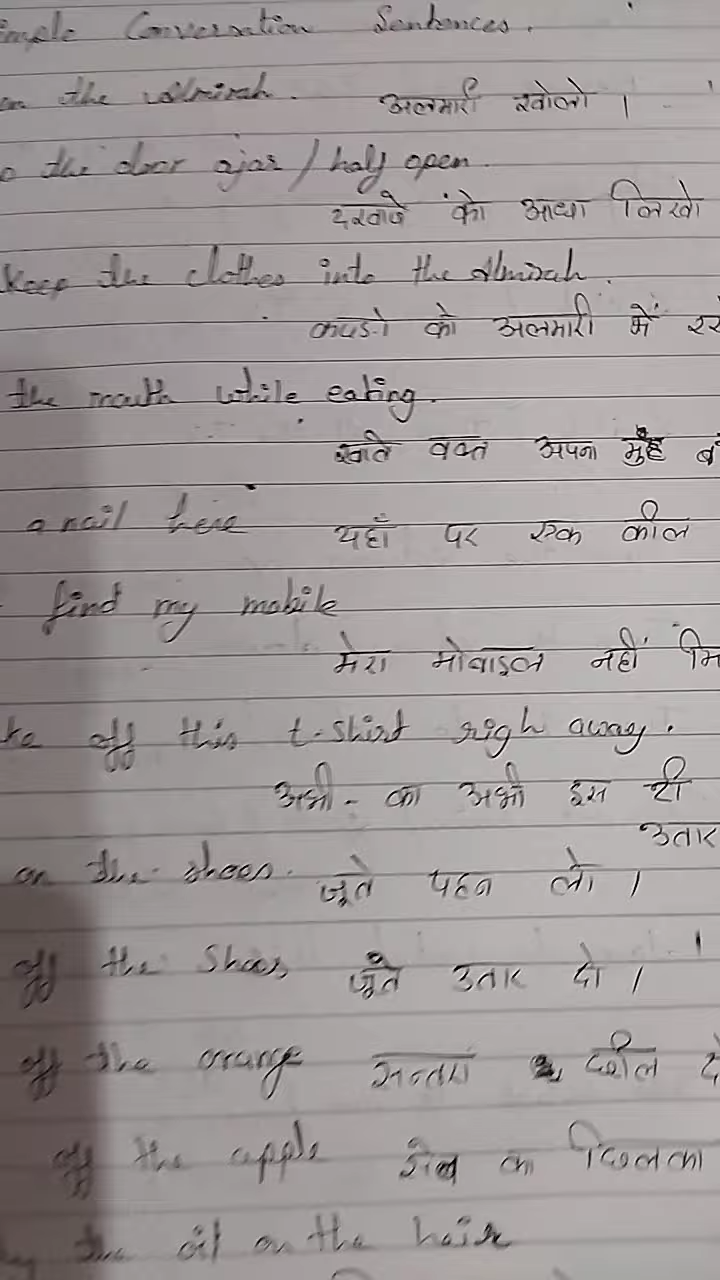 Conversation Sentences.
the almirah. अलमारी खोलो ।
the door ajar / half open.
दरवाजे को आधा
Keep the clothes into the almirah.
को अलमारी में
the mouth while eating.
खाते वक्त अपना मुँह
a nail here यहाँ पर एक कील
find my mobile
मेरा मोबाइल नहीं
off this t-shirt righ away.
अभी - का अभी इस टी
उतार
on the shoes. जूते पहन लो ।
off the shoes जूते उतार दो ।
off the orange छील
off the apple का छिलका
the oil on the hair